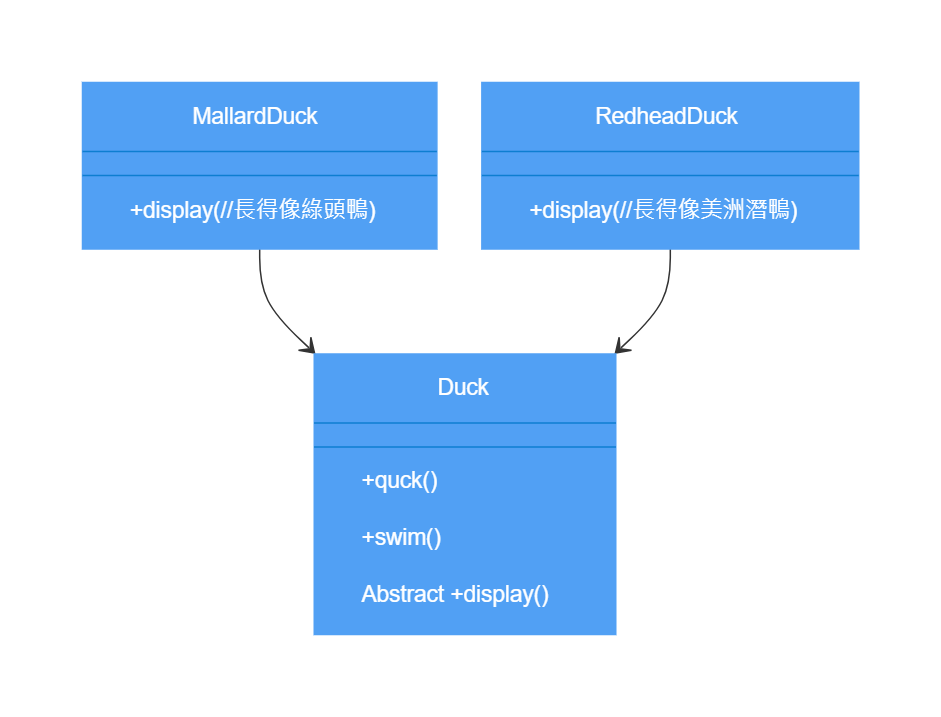 MallardDuck
+display(//長得像綠頭鴨)
RedheadDuck
+display(//長得像美洲潛鴨)
Duck
+quck()
+swim()
Abstract +display()